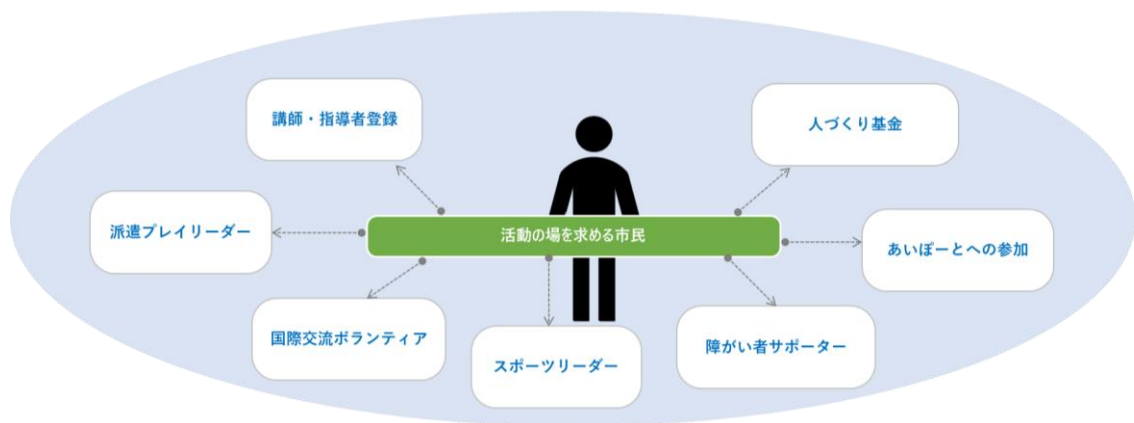 講師・指導者登録
人づくり基金
派遣プレイリーダー
活動の場を求める市民
あいぽーとへの参加
国際交流ボランティア
スポーツリーダー
障がい者サポーター